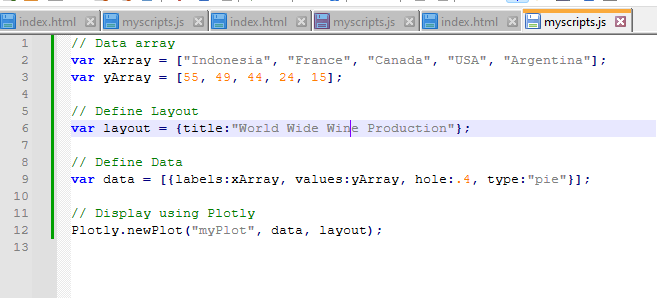 index.html myscripts.js index.html myscripts.js index.html myscripts.js
1 // Data array
2 var xArray = ["Indonesia", "France", "Canada", "USA", "Argentina"];
3 var yArray = [55, 49, 44, 24, 15];
4
5 // Define Layout
6 var layout = {title:"World Wide Wine Production"};
7
8 // Define Data
9 var data = [{labels:xArray, values:yArray, hole:.4, type:"pie"}];
10
11 // Display using Plotly
12 Plotly.newPlot("myPlot", data, layout);
13